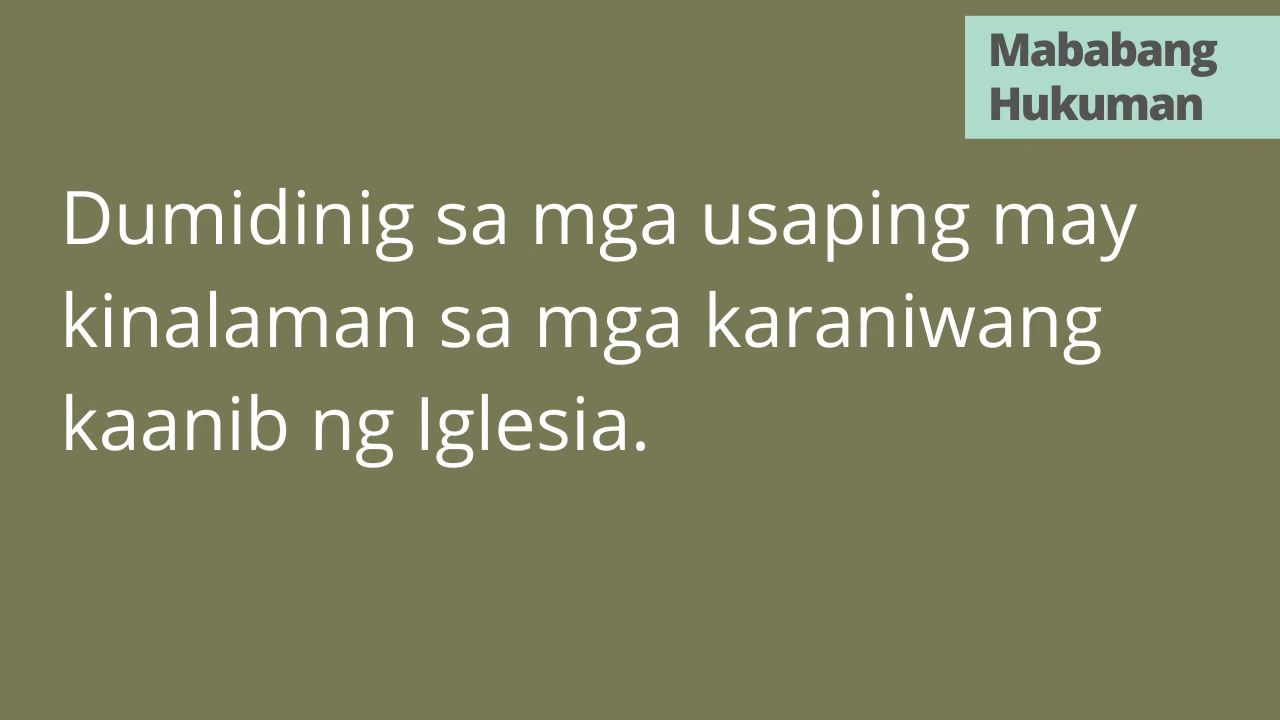 Mababang
Hukuman
Dumidinig sa mga usaping may
kinalaman sa mga karaniwang
kaanib ng Iglesia.